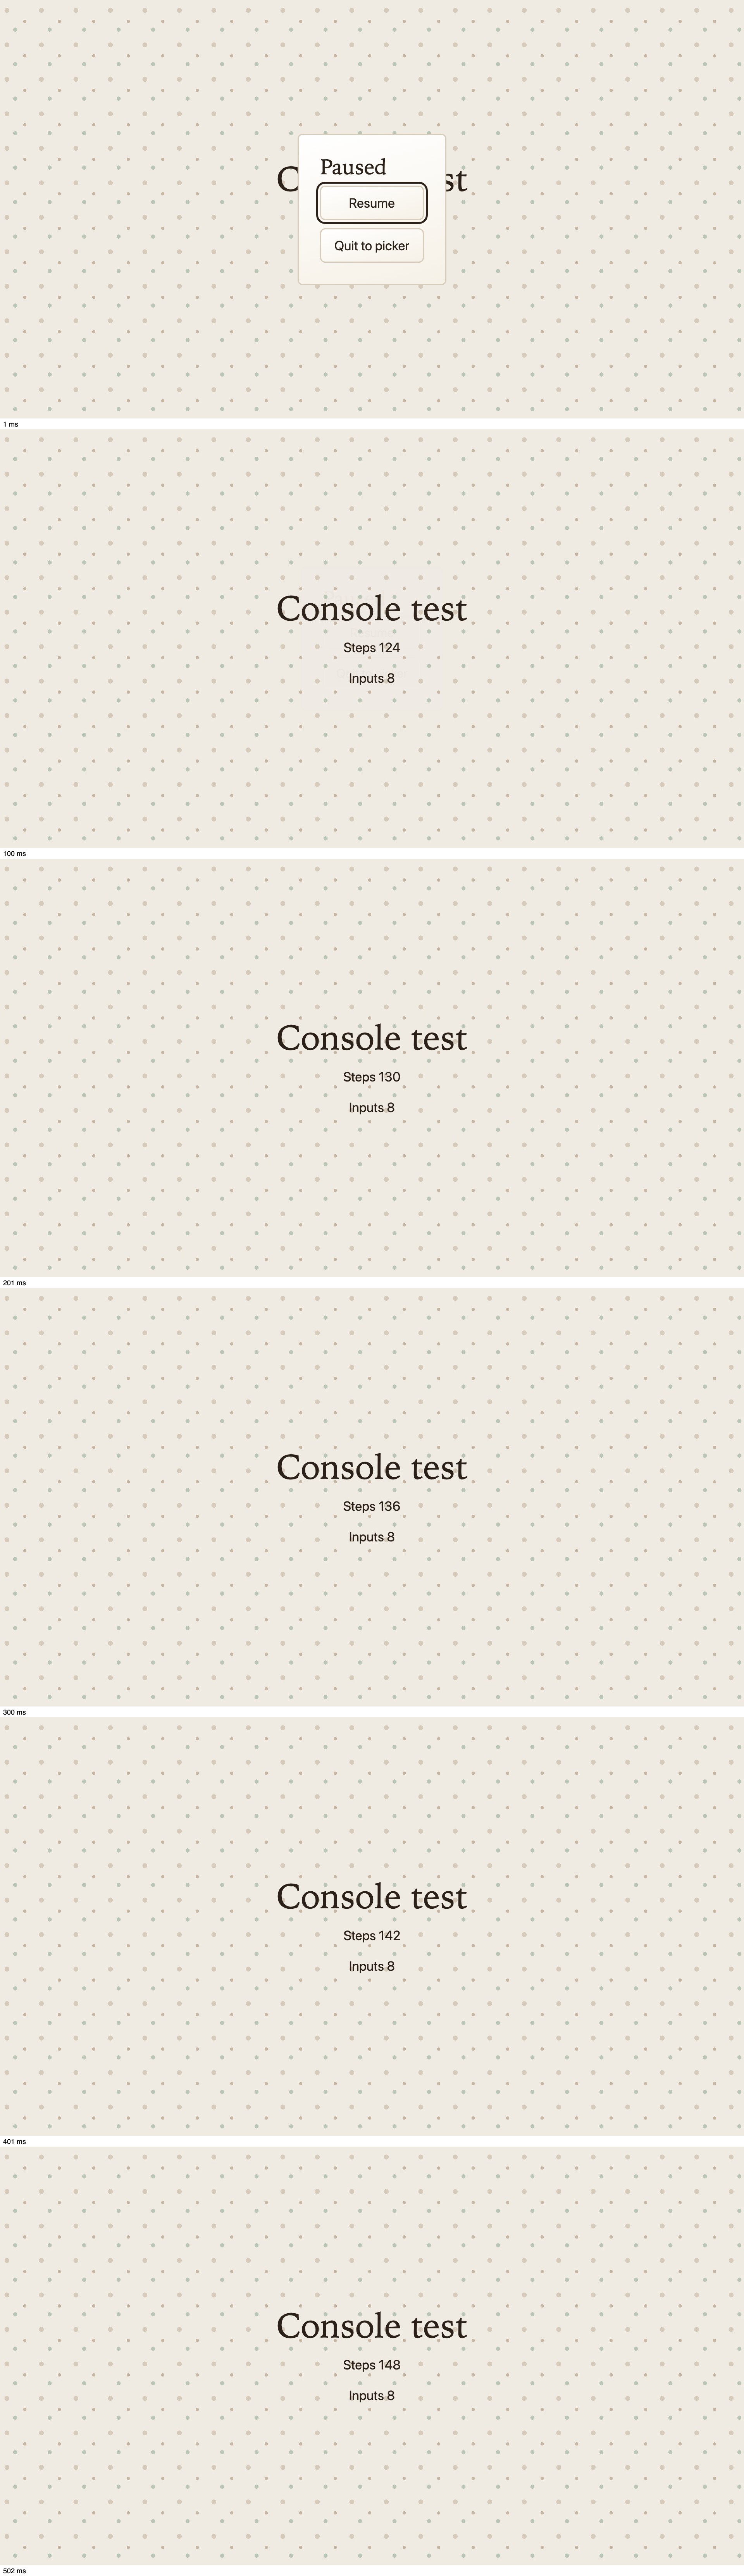 Paused
C st
Resume
Quit to picker
1 ms
Console test
Steps 124
Inputs 8
100 ms
Console test
Steps 130
Inputs 8
201 ms
Console test
Steps 136
Inputs 8
300 ms
Console test
Steps 142
Inputs 8
401 ms
Console test
Steps 148
Inputs 8
502 ms